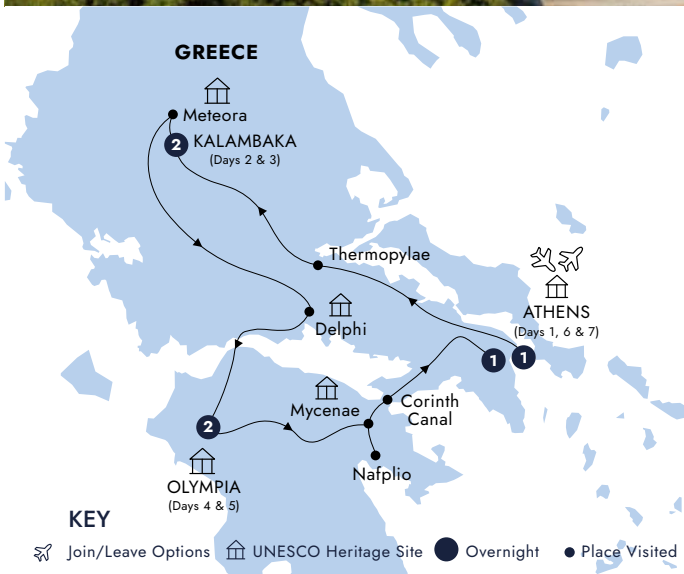 GREECE
Meteora
2
KALAMBAKA
(Days 2 & 3)
Thermopylae
ATHENS
(Days 1, 6 & 7)
Delphi
1
1
Mycenae
Corinth
Canal
2
Nafplio
OLYMPIA
(Days 4 & 5)
KEY
Join/Leave Options
UNESCO Heritage Site
Overnight
Place Visited